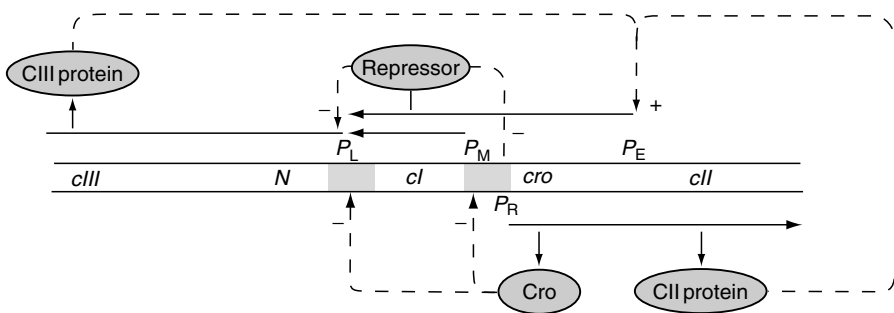 CIII protein
Repressor
–
+
–
P_L
P_M
P_E
cIII
N
cI
cro
cII
P_R
–
–
Cro
CII protein